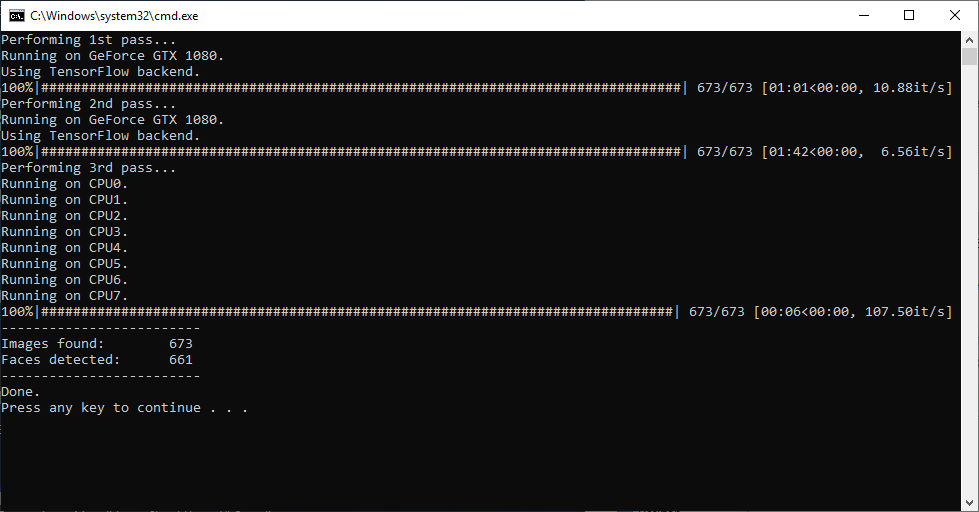 C:\Windows\system32\cmd.exe
Performing 1st pass...
Running on GeForce GTX 1080.
Using TensorFlow backend.
100%|################################################################################| 673/673 [01:01<00:00, 10.88it/s]
Performing 2nd pass...
Running on GeForce GTX 1080.
Using TensorFlow backend.
100%|################################################################################| 673/673 [01:42<00:00,  6.56it/s]
Performing 3rd pass...
Running on CPU0.
Running on CPU1.
Running on CPU2.
Running on CPU3.
Running on CPU4.
Running on CPU5.
Running on CPU6.
Running on CPU7.
100%|###############################################################################| 673/673 [00:06<00:00, 107.50it/s]
-------------------------
Images found:        673
Faces detected:      661
-------------------------
Done.
Press any key to continue . . .